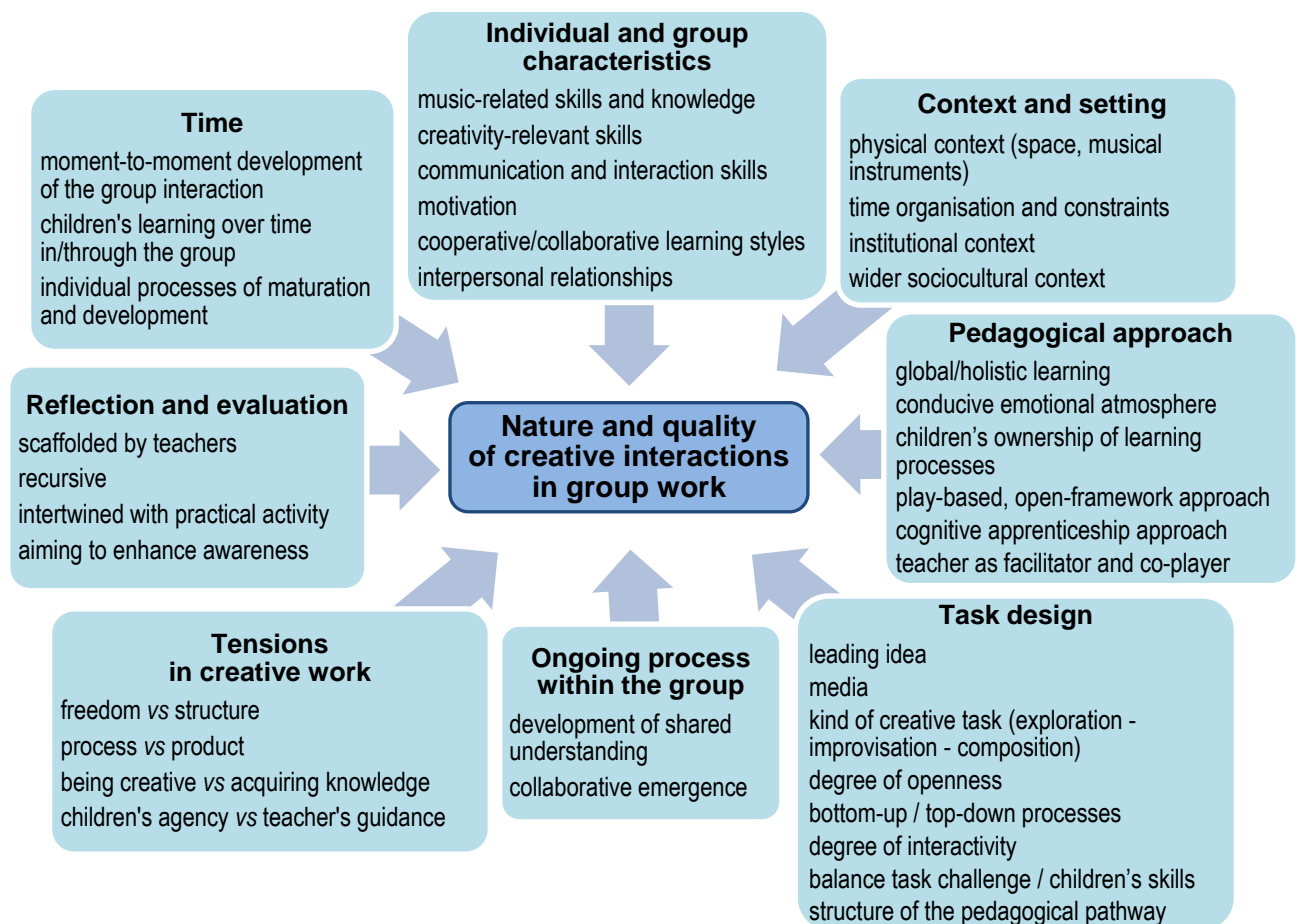 Individual and group
characteristics
music-related skills and knowledge
creativity-relevant skills
communication and interaction skills
motivation
cooperative/collaborative learning styles
interpersonal relationships
Time
moment-to-moment development
of the group interaction
children's learning over time
in/through the group
individual processes of maturation
and development
Context and setting
physical context (space, musical
instruments)
time organisation and constraints
institutional context
wider sociocultural context
Reflection and evaluation
scaffolded by teachers
recursive
intertwined with practical activity
aiming to enhance awareness
Nature and quality
of creative interactions
in group work
Pedagogical approach
global/holistic learning
conducive emotional atmosphere
children’s ownership of learning
processes
play-based, open-framework approach
cognitive apprenticeship approach
teacher as facilitator and co-player
Tensions
in creative work
freedom vs structure
process vs product
being creative vs acquiring knowledge
children's agency vs teacher's guidance
Ongoing process
within the group
development of shared
understanding
collaborative emergence
Task design
leading idea
media
kind of creative task (exploration -
improvisation - composition)
degree of openness
bottom-up / top-down processes
degree of interactivity
balance task challenge / children’s skills
structure of the pedagogical pathway